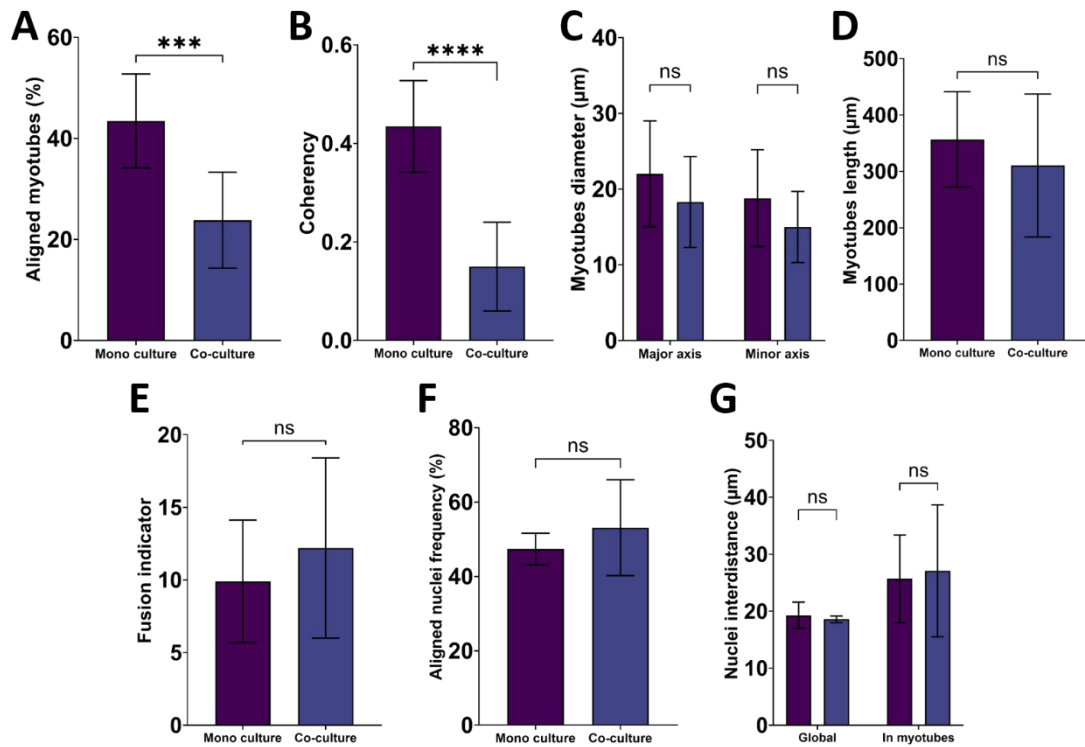 A
Aligned myotubes (%)
60
40
20
0
***
Mono culture
Co-culture
B
Coherency
0.6
0.4
0.2
0.0
****
Mono culture
Co-culture
C
Myotubes diameter (µm)
40
30
20
10
0
ns
ns
Major axis
Minor axis
D
Myotubes length (µm)
500
400
300
200
100
0
ns
Mono culture
Co-culture
E
Fusion indicator
20
15
10
5
0
ns
Mono culture
Co-culture
F
Aligned nuclei frequency (%)
80
60
40
20
0
ns
Mono culture
Co-culture
G
Nuclei interdistance (µm)
50
40
30
20
10
0
ns
ns
Global
In myotubes